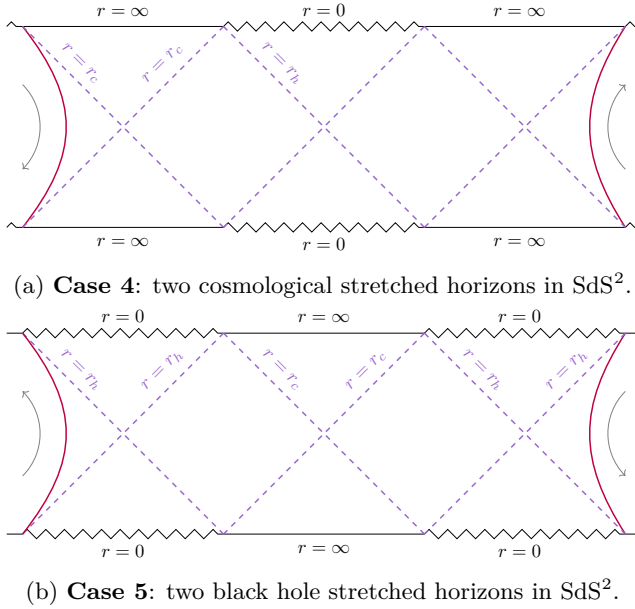 r = ∞ r = 0 r = ∞
r = r_c r = r_c r = r_h
r = ∞ r = 0 r = ∞
(a) Case 4: two cosmological stretched horizons in SdS².
r = 0 r = ∞ r = 0
r = r_h r = r_h r = r_c r = r_c r = r_h r = r_h
r = 0 r = ∞ r = 0
(b) Case 5: two black hole stretched horizons in SdS².